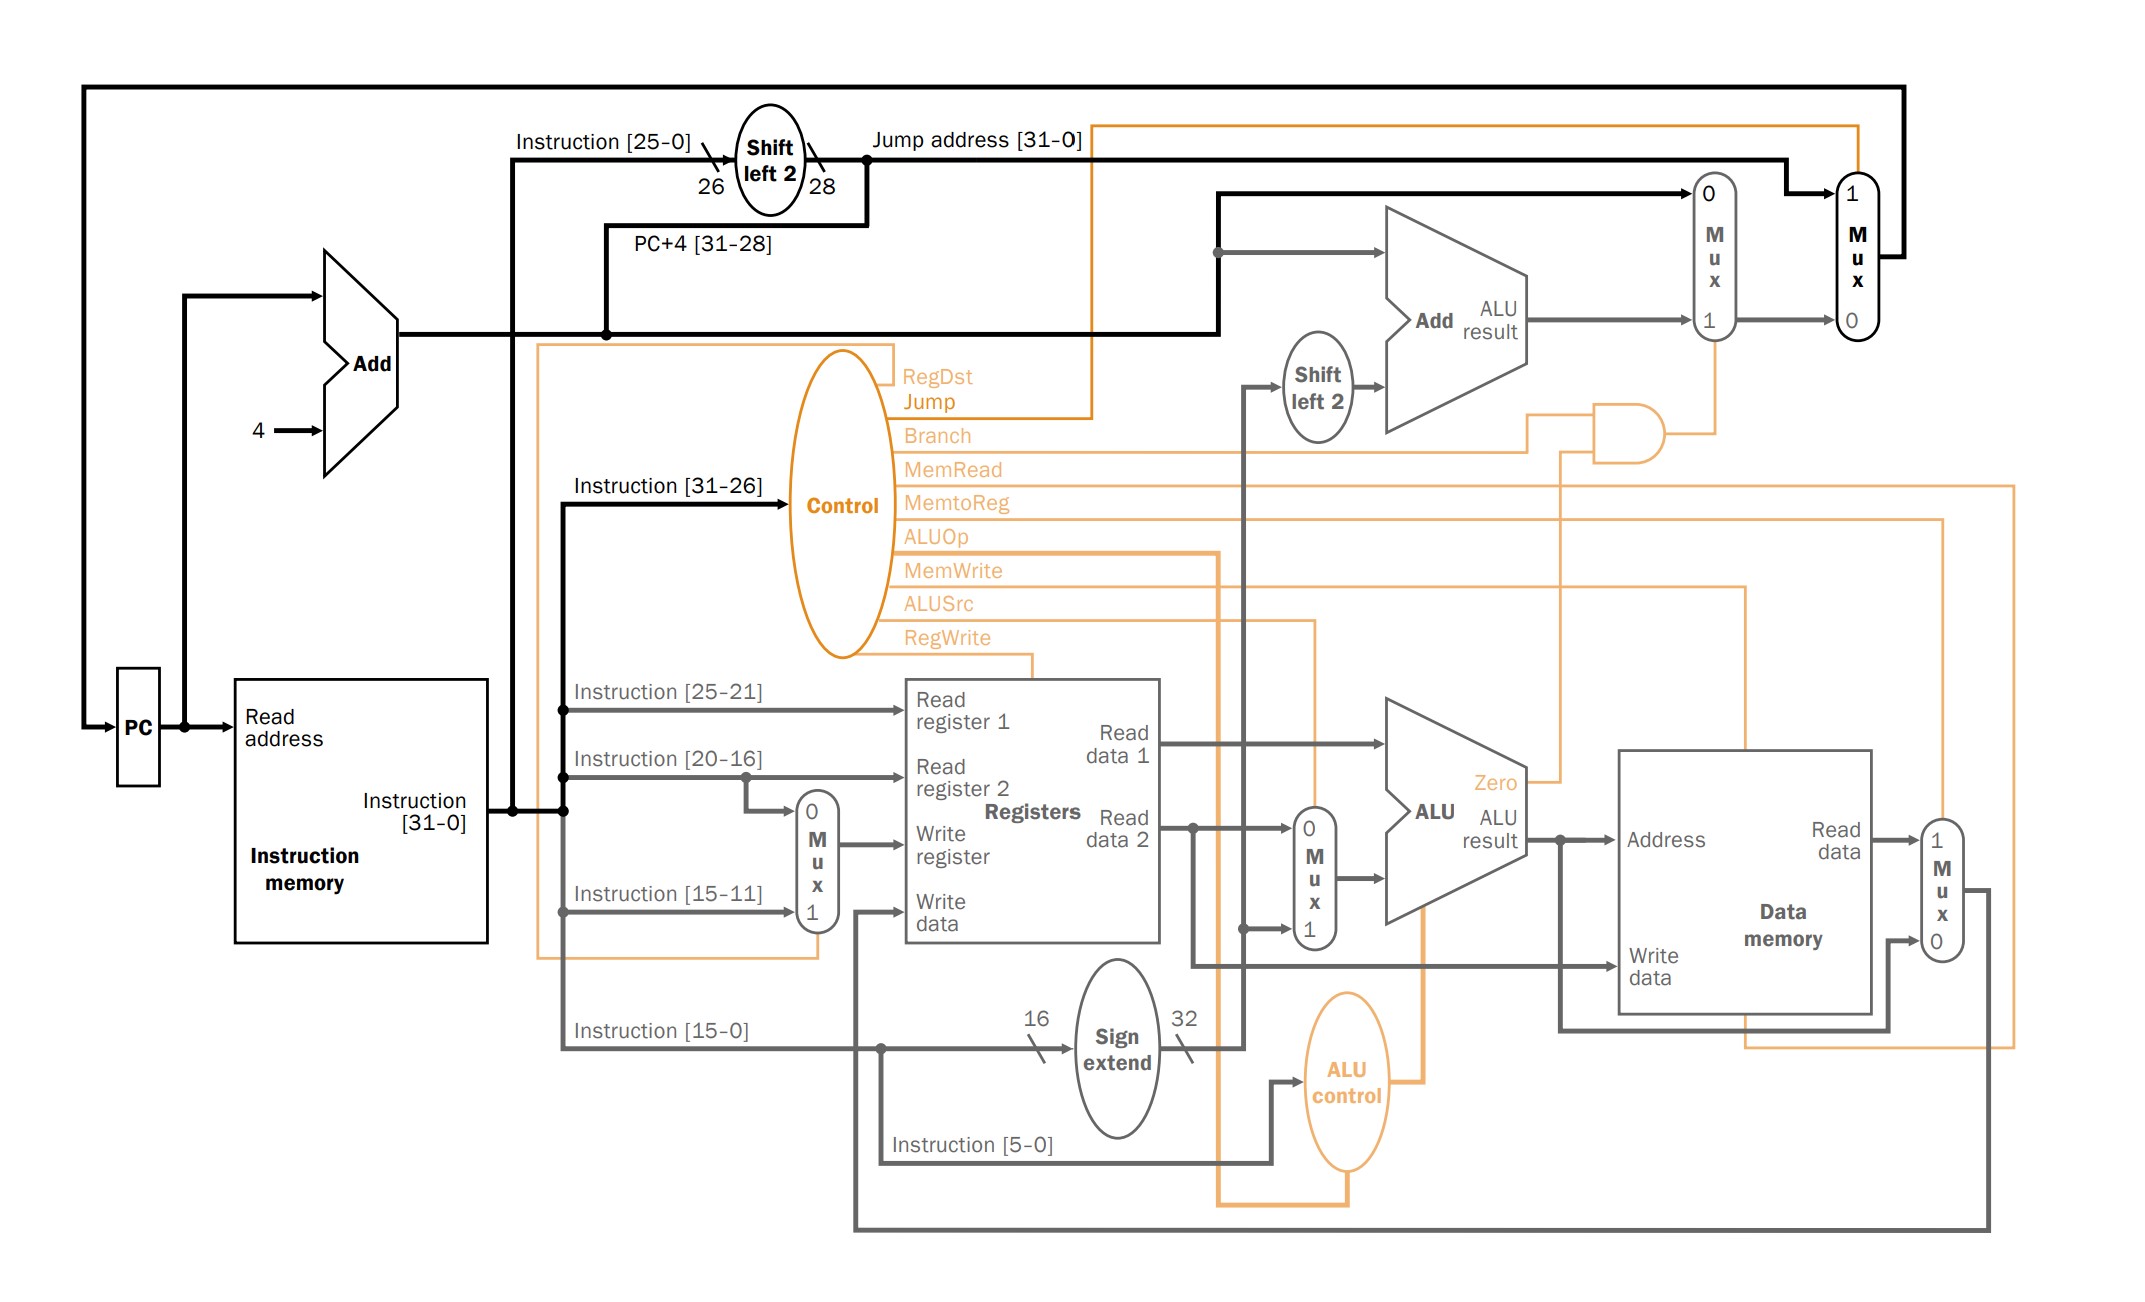 Instruction [25-0]
26
Shift
left 2
28
Jump address [31-0]
PC+4 [31-28]
Add
4
0
M
u
x
1
1
M
u
x
0
Add
ALU
result
Shift
left 2
RegDst
Jump
Branch
MemRead
MemtoReg
ALUOp
MemWrite
ALUSrc
RegWrite
Instruction [31-26]
Control
PC
Read
address
Instruction
[31-0]
Instruction
memory
Instruction [25-21]
Instruction [20-16]
Instruction [15-11]
0
M
u
x
1
Read
register 1
Read
register 2
Write
register
Write
data
Registers
Read
data 1
Read
data 2
0
M
u
x
1
Zero
ALU
ALU
result
Address
Write
data
Read
data
Data
memory
1
M
u
x
0
Instruction [15-0]
16
Sign
extend
32
ALU
control
Instruction [5-0]